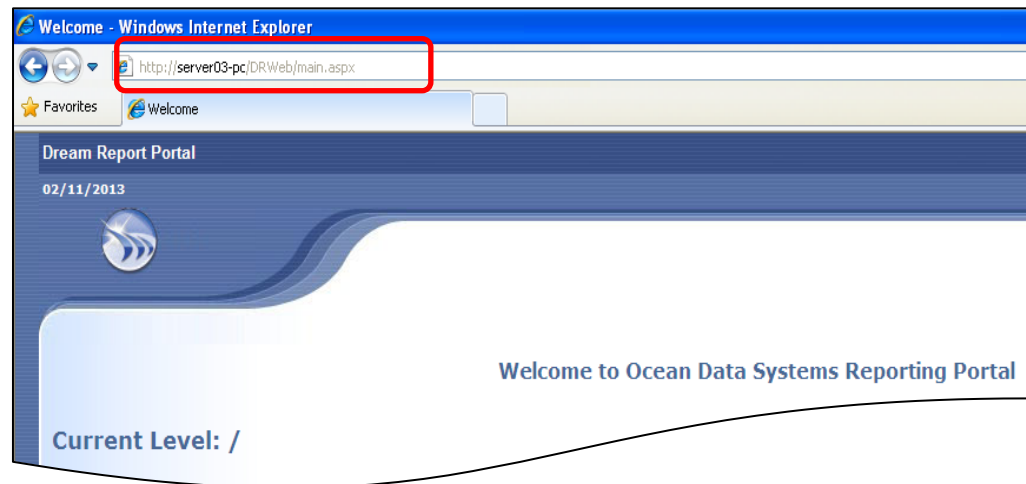 Welcome - Windows Internet Explorer
http://server03-pc/DRWeb/main.aspx
Favorites Welcome
Dream Report Portal
02/11/2013
Welcome to Ocean Data Systems Reporting Portal
Current Level: /